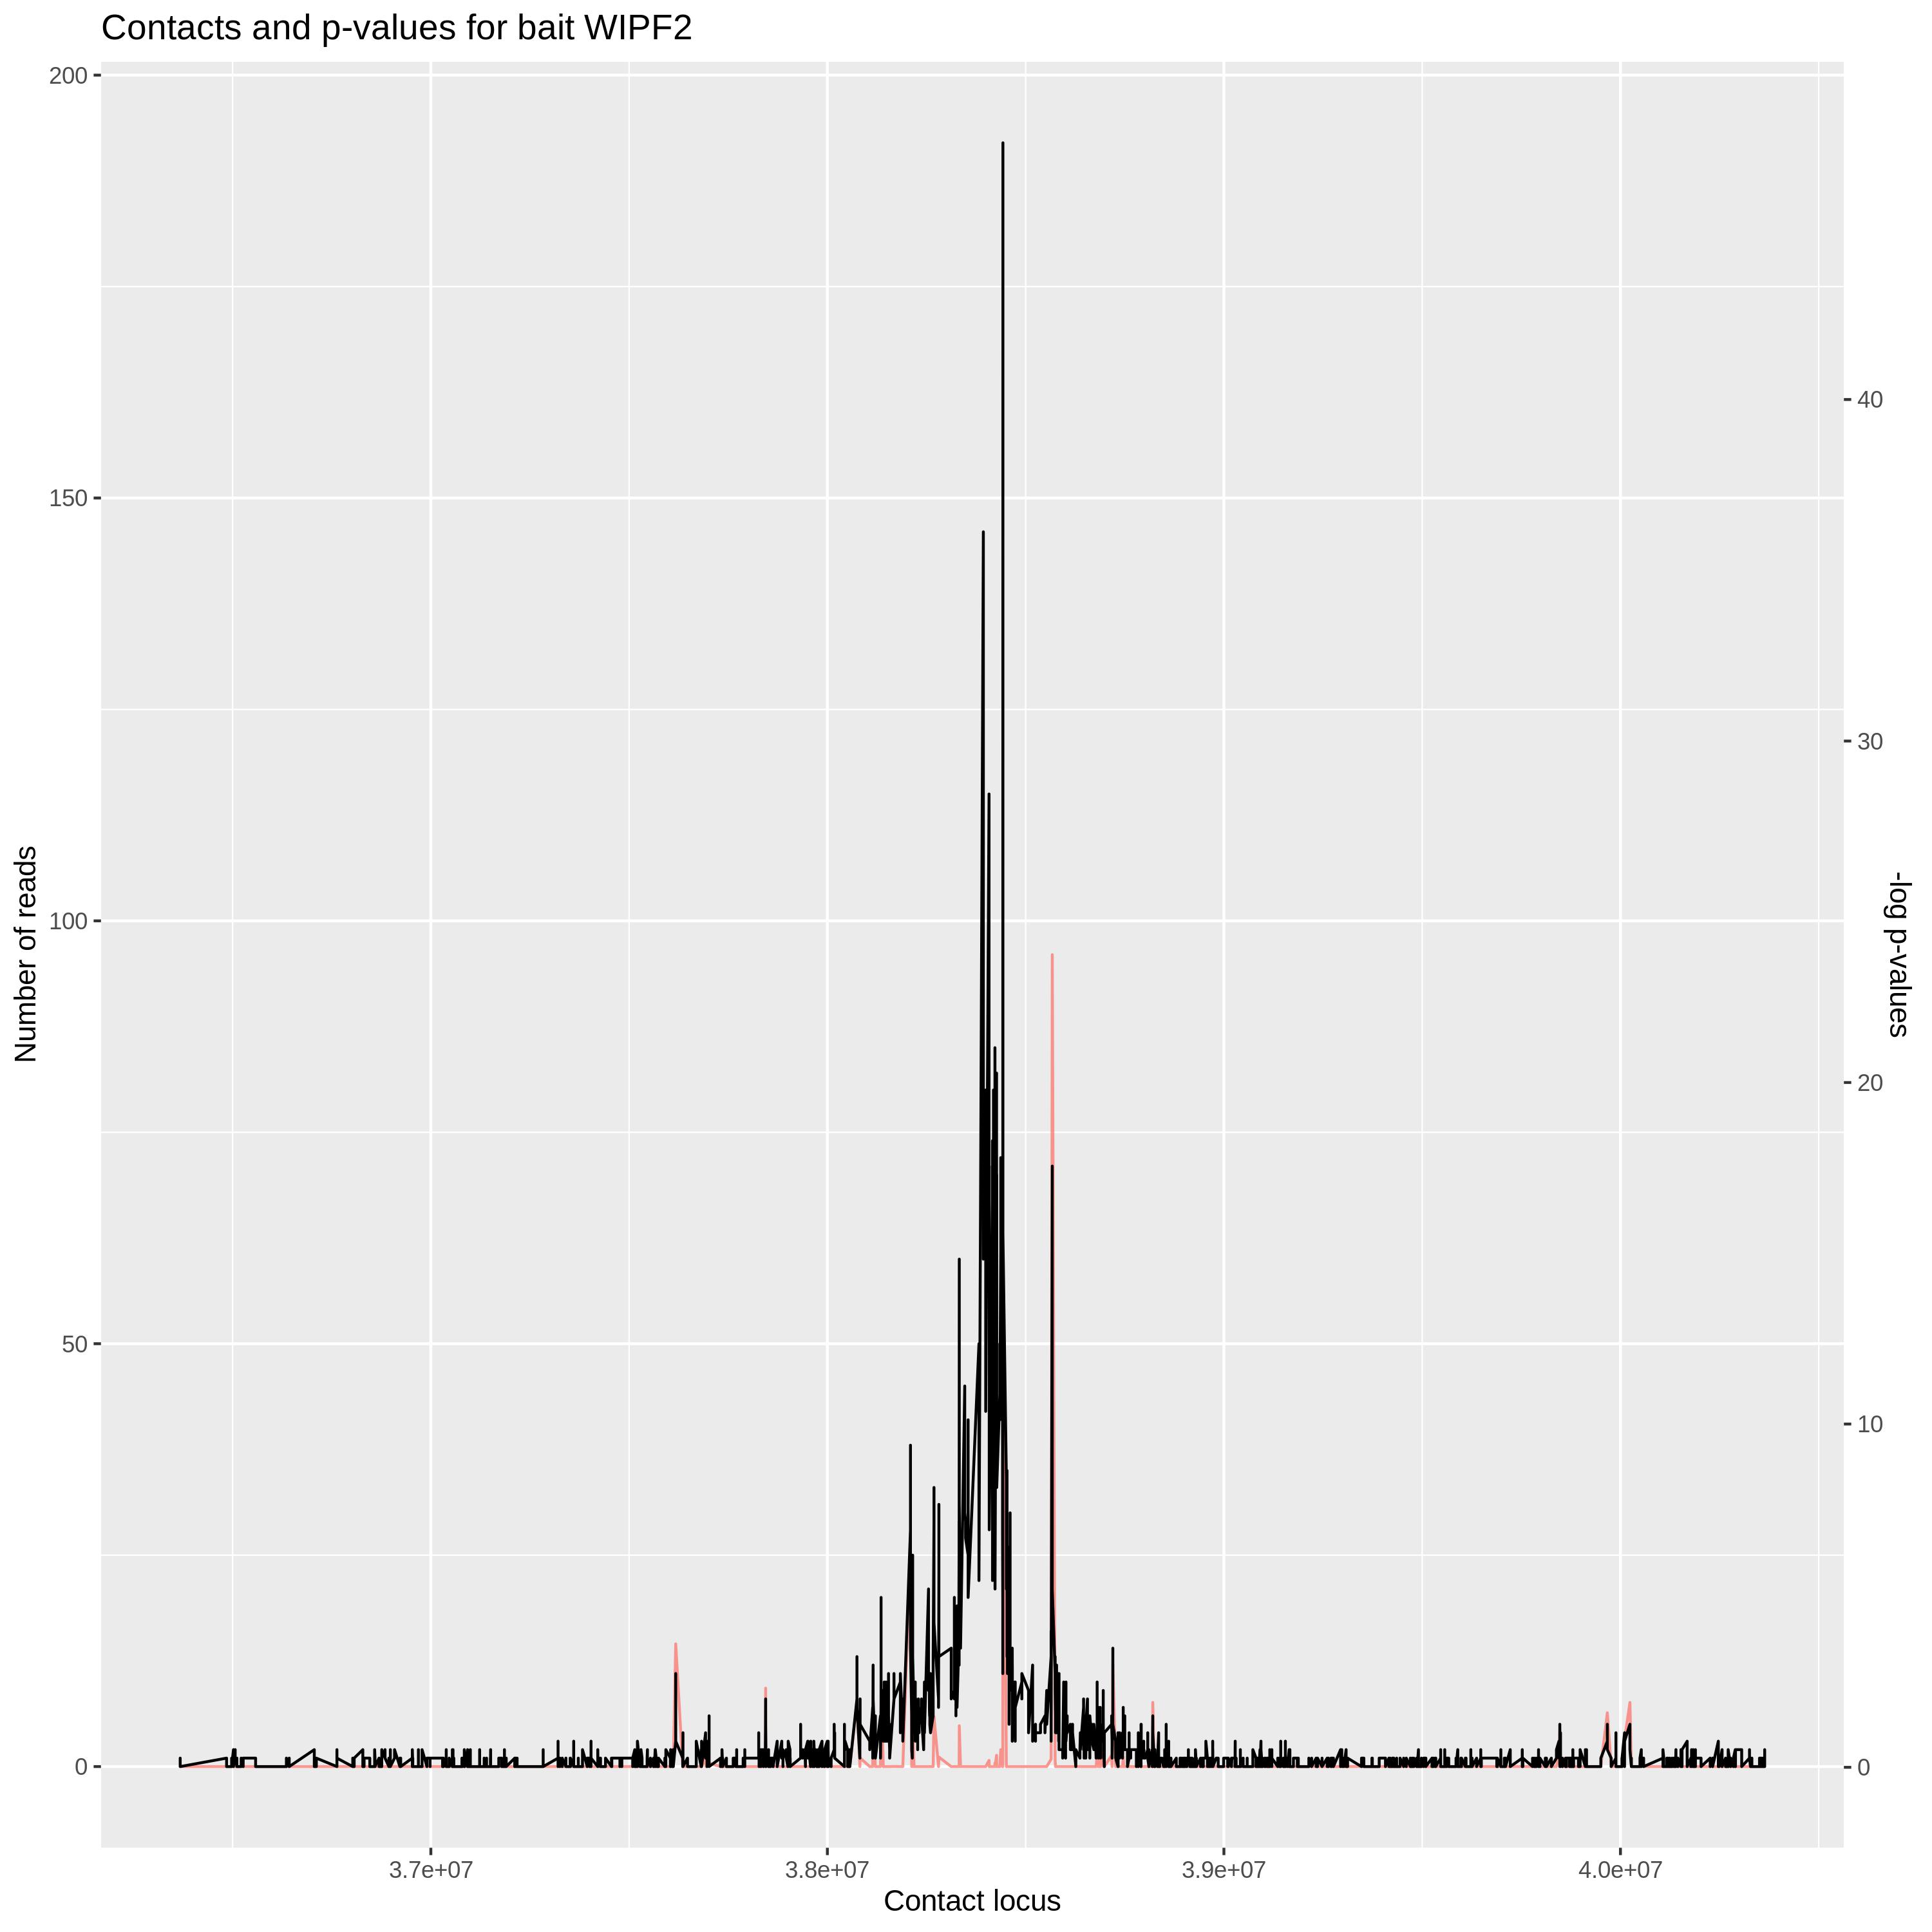 Contacts and p-values for bait WIPF2
200
150
100
50
0
Number of reads
40
30
20
10
0
-log p-values
3.7e+07
3.8e+07
3.9e+07
4.0e+07
Contact locus